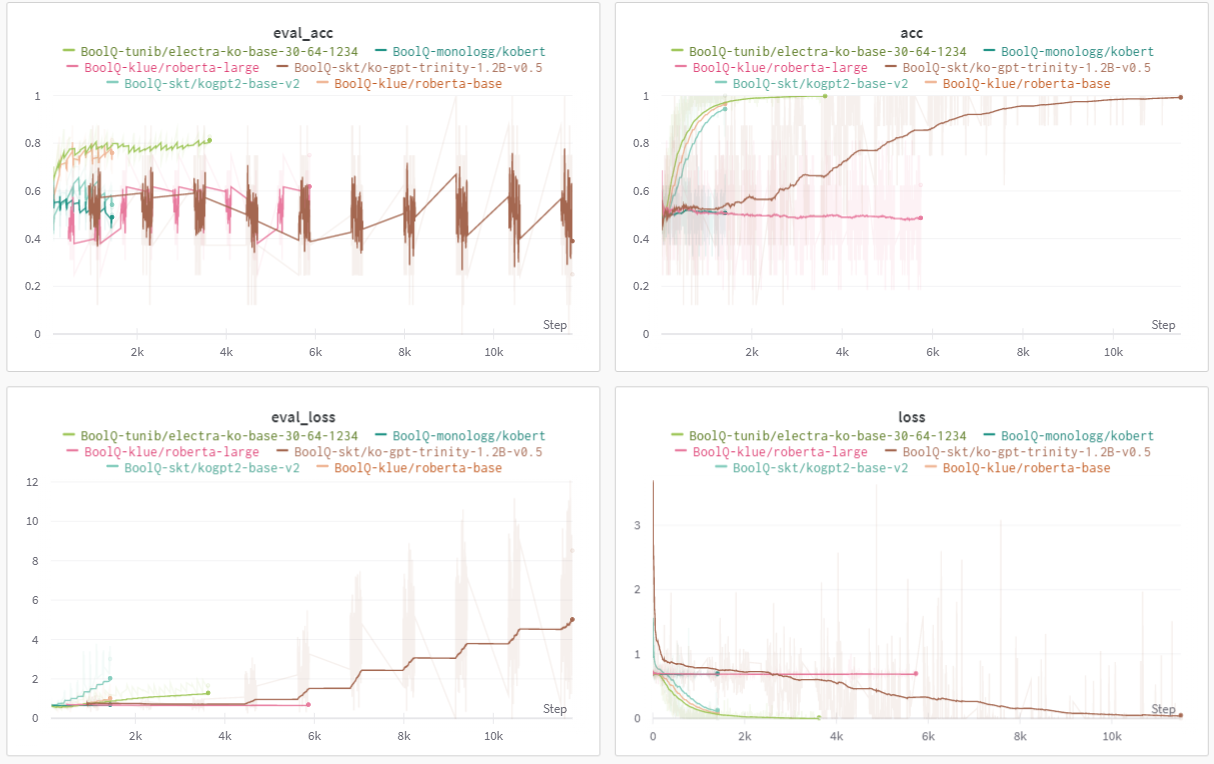 eval_acc
BoolQ-tunib/electra-ko-base-30-64-1234 BoolQ-monologg/kobert
BoolQ-klue/roberta-large BoolQ-skt/ko-gpt-trinity-1.2B-v0.5
BoolQ-skt/kogpt2-base-v2 BoolQ-klue/roberta-base
1
0.8
0.6
0.4
0.2
0
Step
2k 4k 6k 8k 10k
acc
BoolQ-tunib/electra-ko-base-30-64-1234 BoolQ-monologg/kobert
BoolQ-klue/roberta-large BoolQ-skt/ko-gpt-trinity-1.2B-v0.5
BoolQ-skt/kogpt2-base-v2 BoolQ-klue/roberta-base
1
0.8
0.6
0.4
0.2
0
Step
2k 4k 6k 8k 10k
eval_loss
BoolQ-tunib/electra-ko-base-30-64-1234 BoolQ-monologg/kobert
BoolQ-klue/roberta-large BoolQ-skt/ko-gpt-trinity-1.2B-v0.5
BoolQ-skt/kogpt2-base-v2 BoolQ-klue/roberta-base
12
10
8
6
4
2
0
Step
2k 4k 6k 8k 10k
loss
BoolQ-tunib/electra-ko-base-30-64-1234 BoolQ-monologg/kobert
BoolQ-klue/roberta-large BoolQ-skt/ko-gpt-trinity-1.2B-v0.5
BoolQ-skt/kogpt2-base-v2 BoolQ-klue/roberta-base
3
2
1
0
Step
0 2k 4k 6k 8k 10k